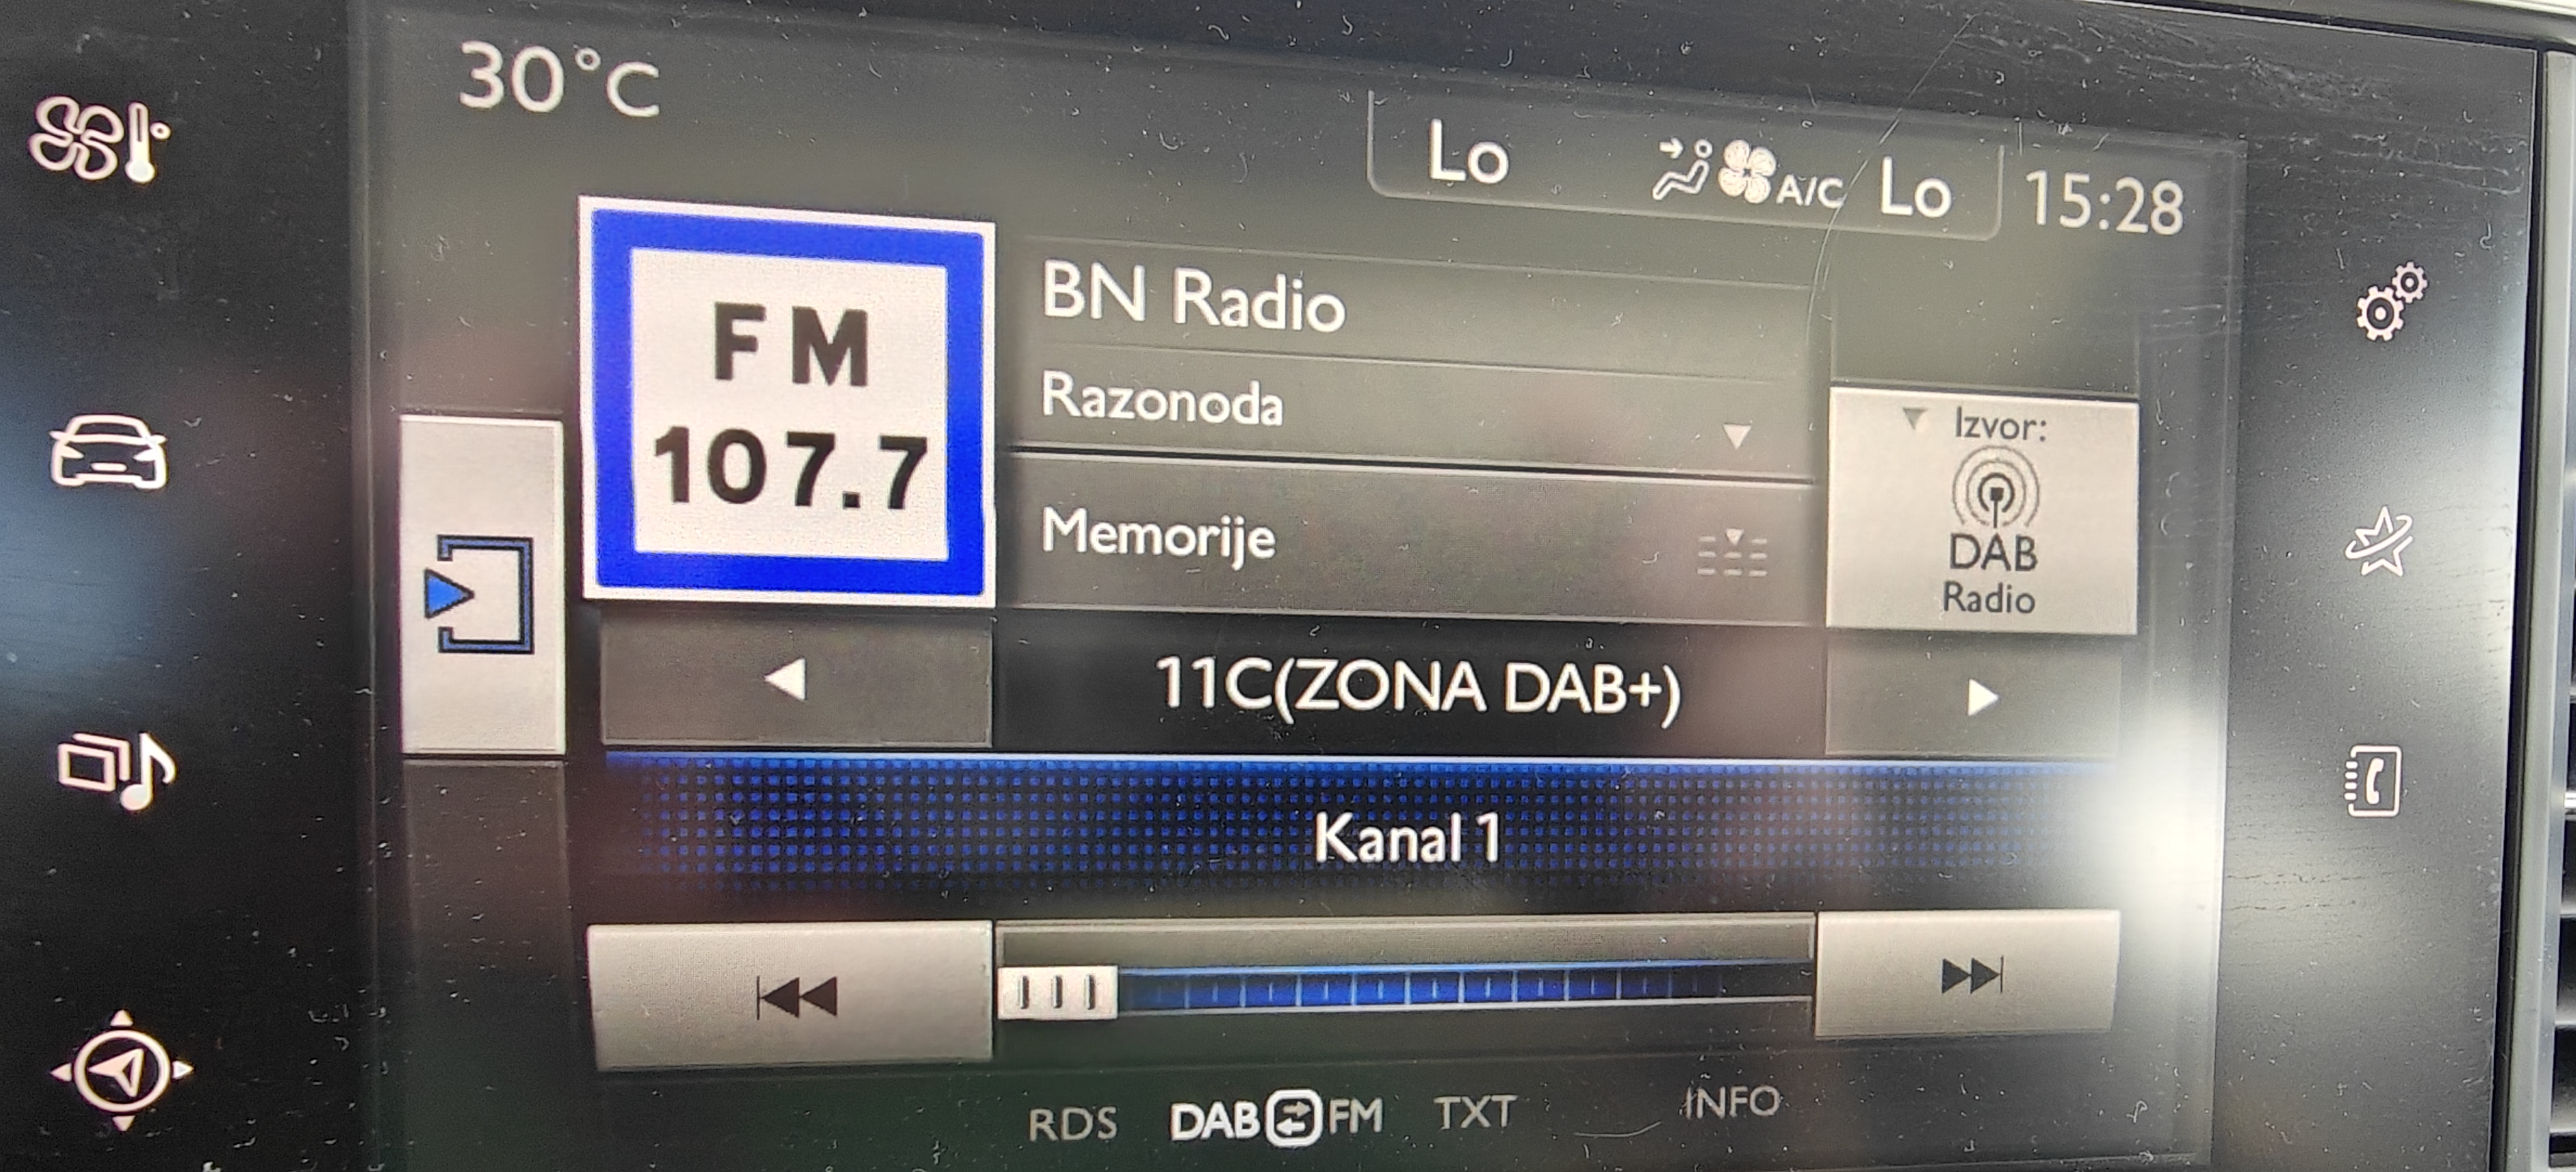 30°C
Lo A/C Lo 15:28
FM
107.7
BN Radio
Razonoda
Memorije
Izvor:
DAB
Radio
11C(ZONA DAB+)
Kanal 1
RDS DAB FM TXT INFO